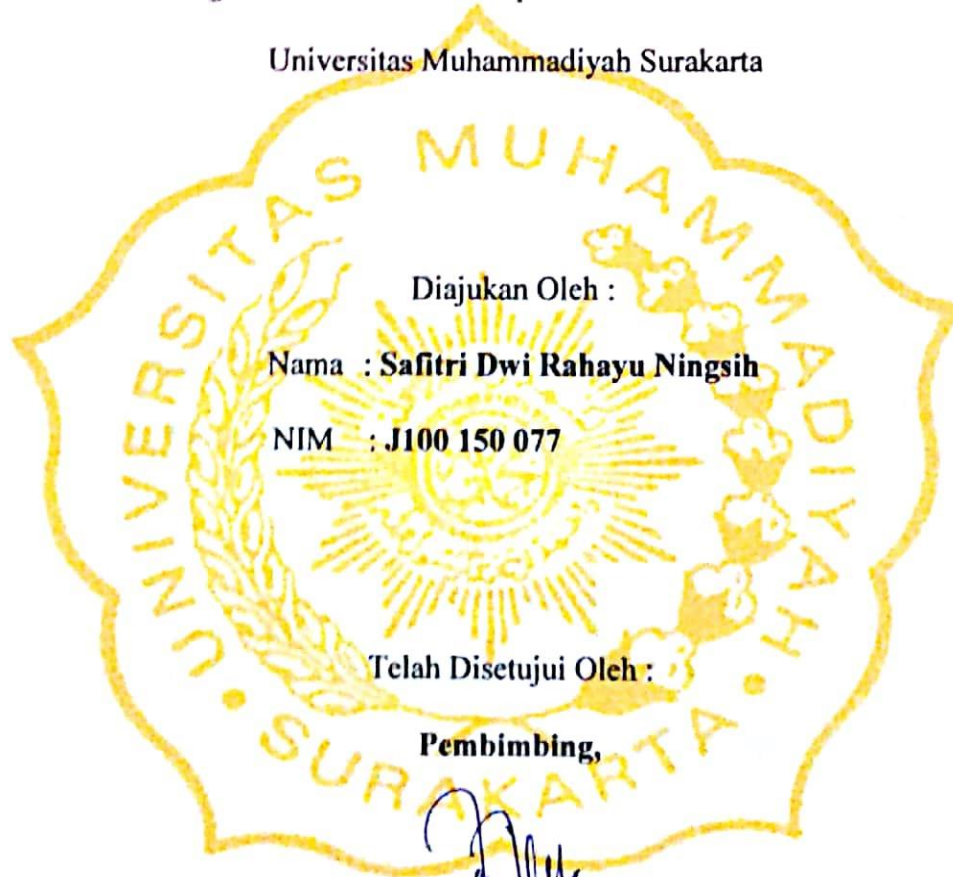 Universitas Muhammadiyah Surakarta
UNIVERSITAS MUHAMMADIYAH
SURAKARTA
Diajukan Oleh :
Nama : Safitri Dwi Rahayu Ningsih
NIM : J100 150 077
Telah Disetujui Oleh :
Pembimbing,